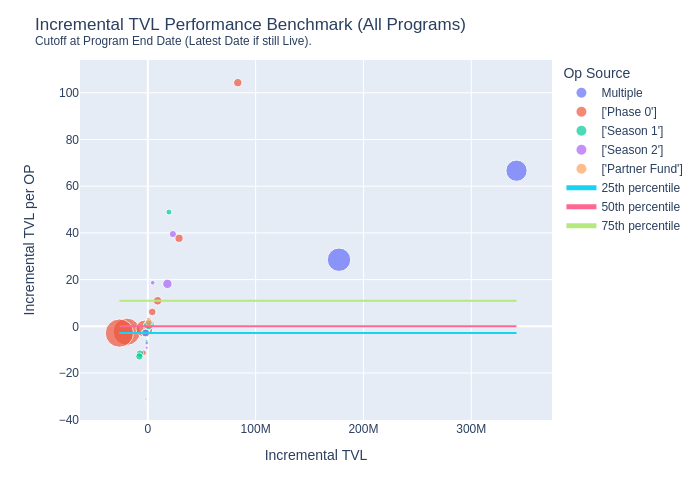 Incremental TVL Performance Benchmark (All Programs)
Cutoff at Program End Date (Latest Date if still Live).
Incremental TVL per OP
100
80
60
40
20
0
−20
−40
0
100M
200M
300M
Incremental TVL
Op Source
Multiple
['Phase 0']
['Season 1']
['Season 2']
['Partner Fund']
25th percentile
50th percentile
75th percentile